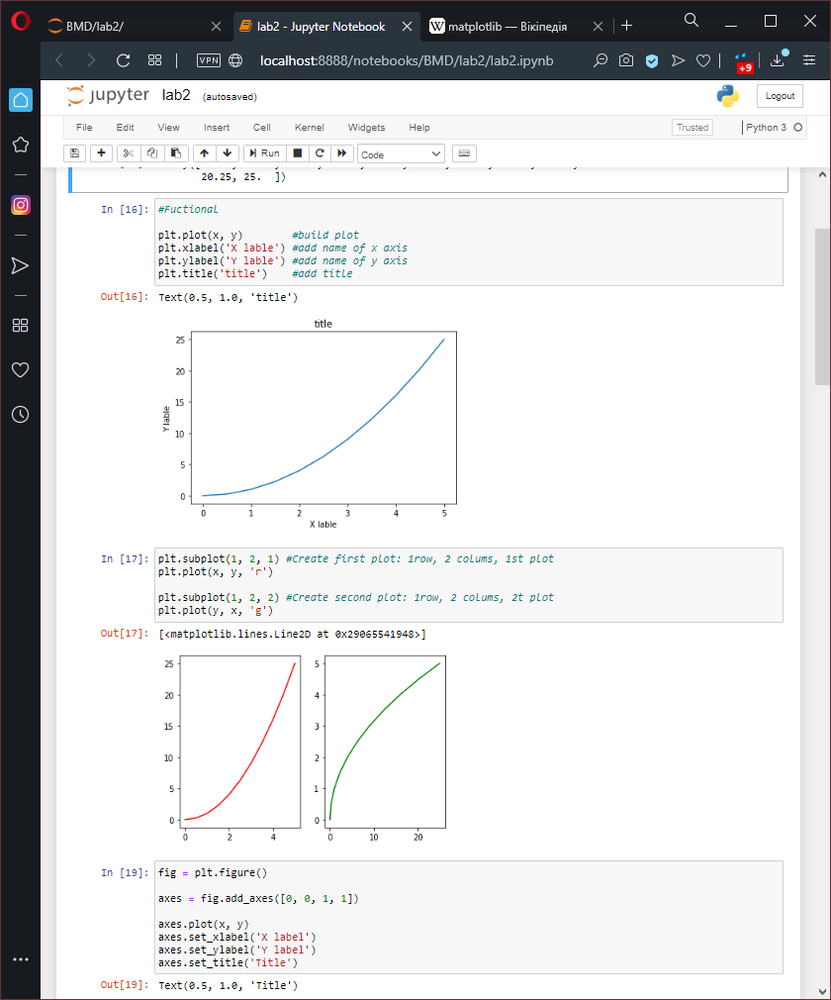 BMD/lab2/
lab2 - Jupyter Notebook
W matplotlib — Вікіпедія
VPN
localhost:8888/notebooks/BMD/lab2/lab2.ipynb
+9
jupyter lab2 (autosaved)
Logout
File Edit View Insert Cell Kernel Widgets Help
Trusted
Python 3
Run
Code
20.25, 25. ])
In [16]: #Fuctional
plt.plot(x, y) #build plot
plt.xlabel('X lable') #add name of x axis
plt.ylabel('Y lable') #add name of y axis
plt.title('title') #add title
Out[16]: Text(0.5, 1.0, 'title')
title
25
20
15
10
5
0
Y lable
0 1 2 3 4 5
X lable
In [17]: plt.subplot(1, 2, 1) #Create first plot: 1row, 2 colums, 1st plot
plt.plot(x, y, 'r')
plt.subplot(1, 2, 2) #Create second plot: 1row, 2 colums, 2t plot
plt.plot(y, x, 'g')
Out[17]: [<matplotlib.lines.Line2D at 0x29065541948>]
25
20
15
10
5
0
0 2 4
5
4
3
2
1
0
0 10 20
In [19]: fig = plt.figure()
axes = fig.add_axes([0, 0, 1, 1])
axes.plot(x, y)
axes.set_xlabel('X label')
axes.set_ylabel('Y label')
axes.set_title('Title')
Out[19]: Text(0.5, 1.0, 'Title')